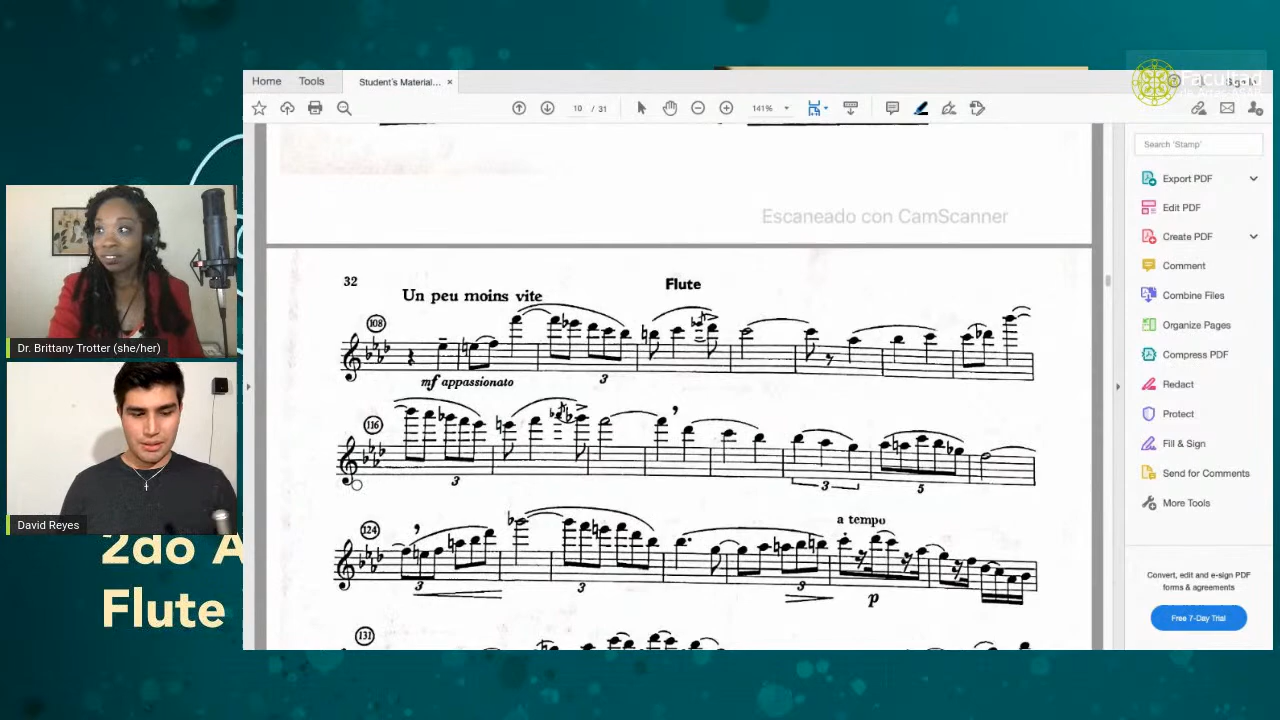 Home Tools Student's Material... ×
Facultad
10 / 31 141%
Search 'Stamp'
Export PDF
Edit PDF
Create PDF
Comment
Combine Files
Organize Pages
Compress PDF
Redact
Protect
Fill & Sign
Send for Comments
More Tools
Convert, edit and e-sign PDF
forms & agreements
Free 7-Day Trial
Escaneado con CamScanner
32 Flute
Un peu moins vite
108
mf appassionato
3
116
3 3 5
124
a tempo
3 3 3
p
131
Dr. Brittany Trotter (she/her)
David Reyes
2do A
Flute